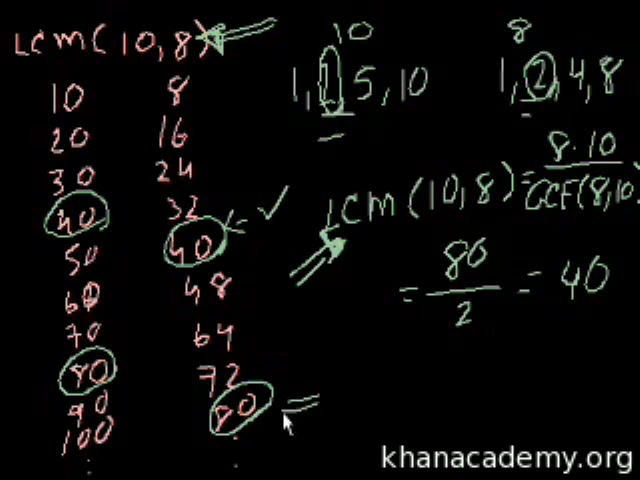 LCM(10,8)
10 8
20 16
30 24
40 32
50 40
60 48
70 64
80 72
90 80
100
10
1, 2, 5, 10
8
1, 2, 4, 8
LCM(10,8) = 8·10 / GCF(8,10)
= 80 / 2 = 40
khanacademy.org